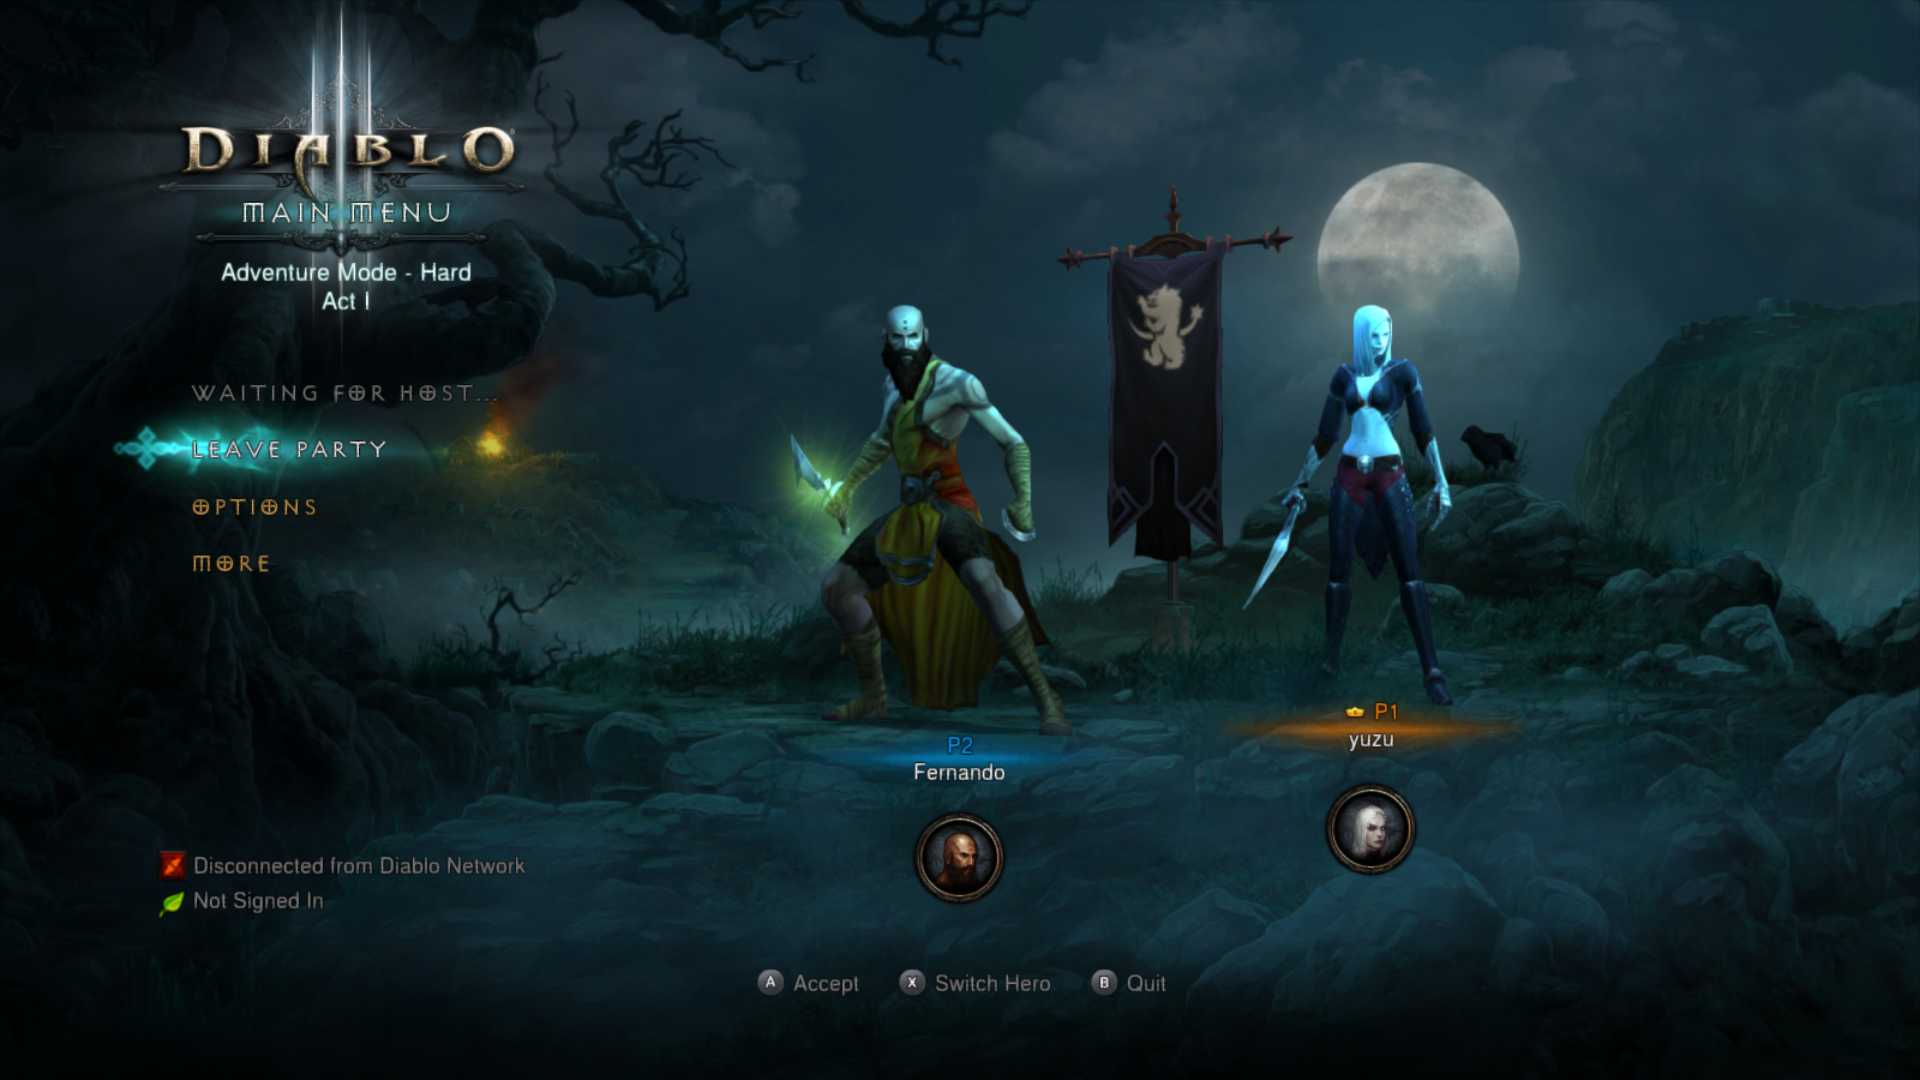 DIABLO
MAIN MENU
Adventure Mode - Hard
Act I
WAITING FOR HOST...
LEAVE PARTY
OPTIONS
MORE
P1
yuzu
P2
Fernando
Disconnected from Diablo Network
Not Signed In
A Accept X Switch Hero B Quit